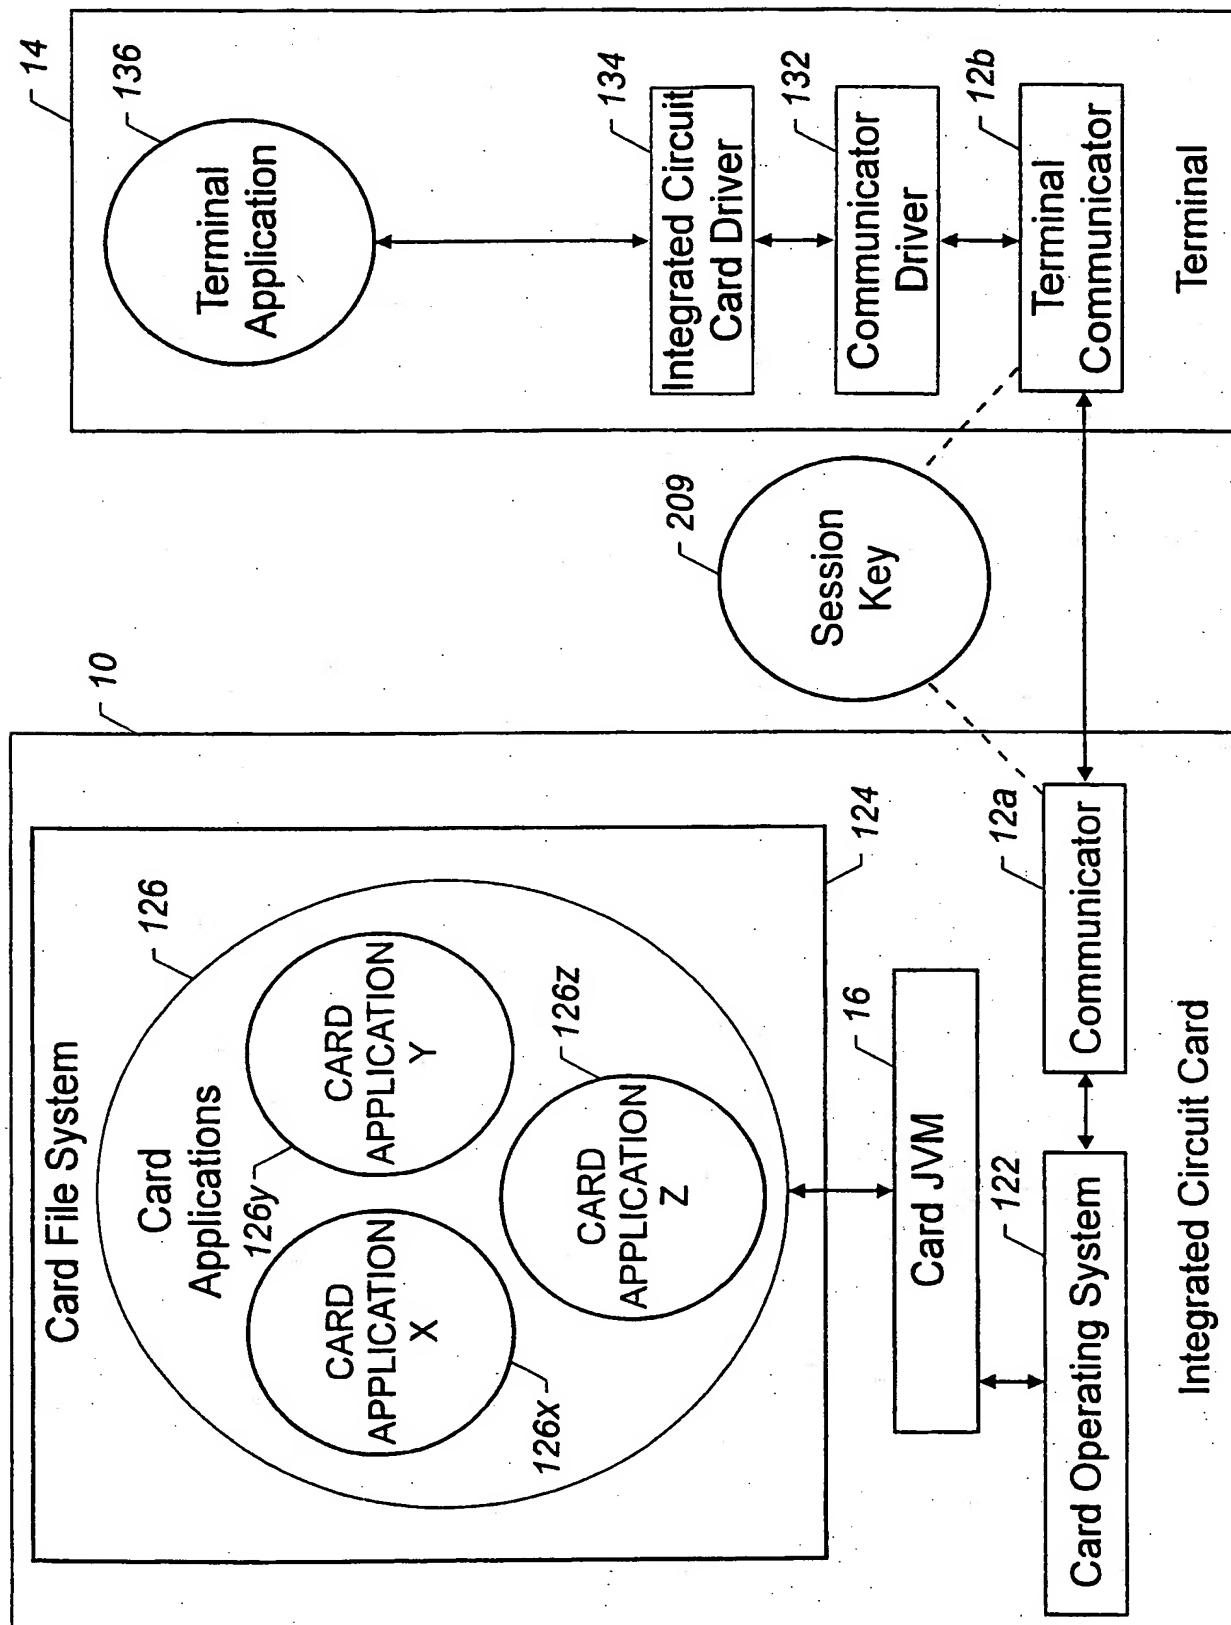 Card File System
Card
Applications
126
126y
CARD
APPLICATION
X
126x
CARD
APPLICATION
Y
CARD
APPLICATION
Z
126z
124
10
Card JVM
16
Card Operating System
122
Communicator
12a
Integrated Circuit Card
Session
Key
209
14
Terminal
Application
136
Integrated Circuit
Card Driver
134
Communicator
Driver
132
Terminal
Communicator
12b
Terminal